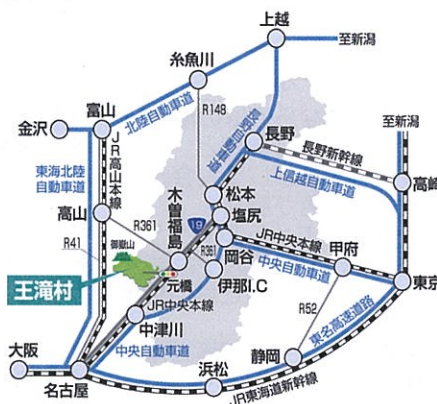 上越
至新潟
糸魚川
R148
北陸自動車道
富山
金沢
長野自動車道
長野
至新潟
長野新幹線
上信越自動車道
高崎
東海北陸
自動車道
JR高山本線
松本
木曽福島
19
塩尻
高山
R361
R361
岡谷
JR中央本線
甲府
R41
御嶽山
王滝村
元橋
伊那I.C
中央自動車道
東京
JR中央本線
R52
中津川
東名高速道路
大阪
中央自動車道
静岡
名古屋
浜松
JR東海道新幹線